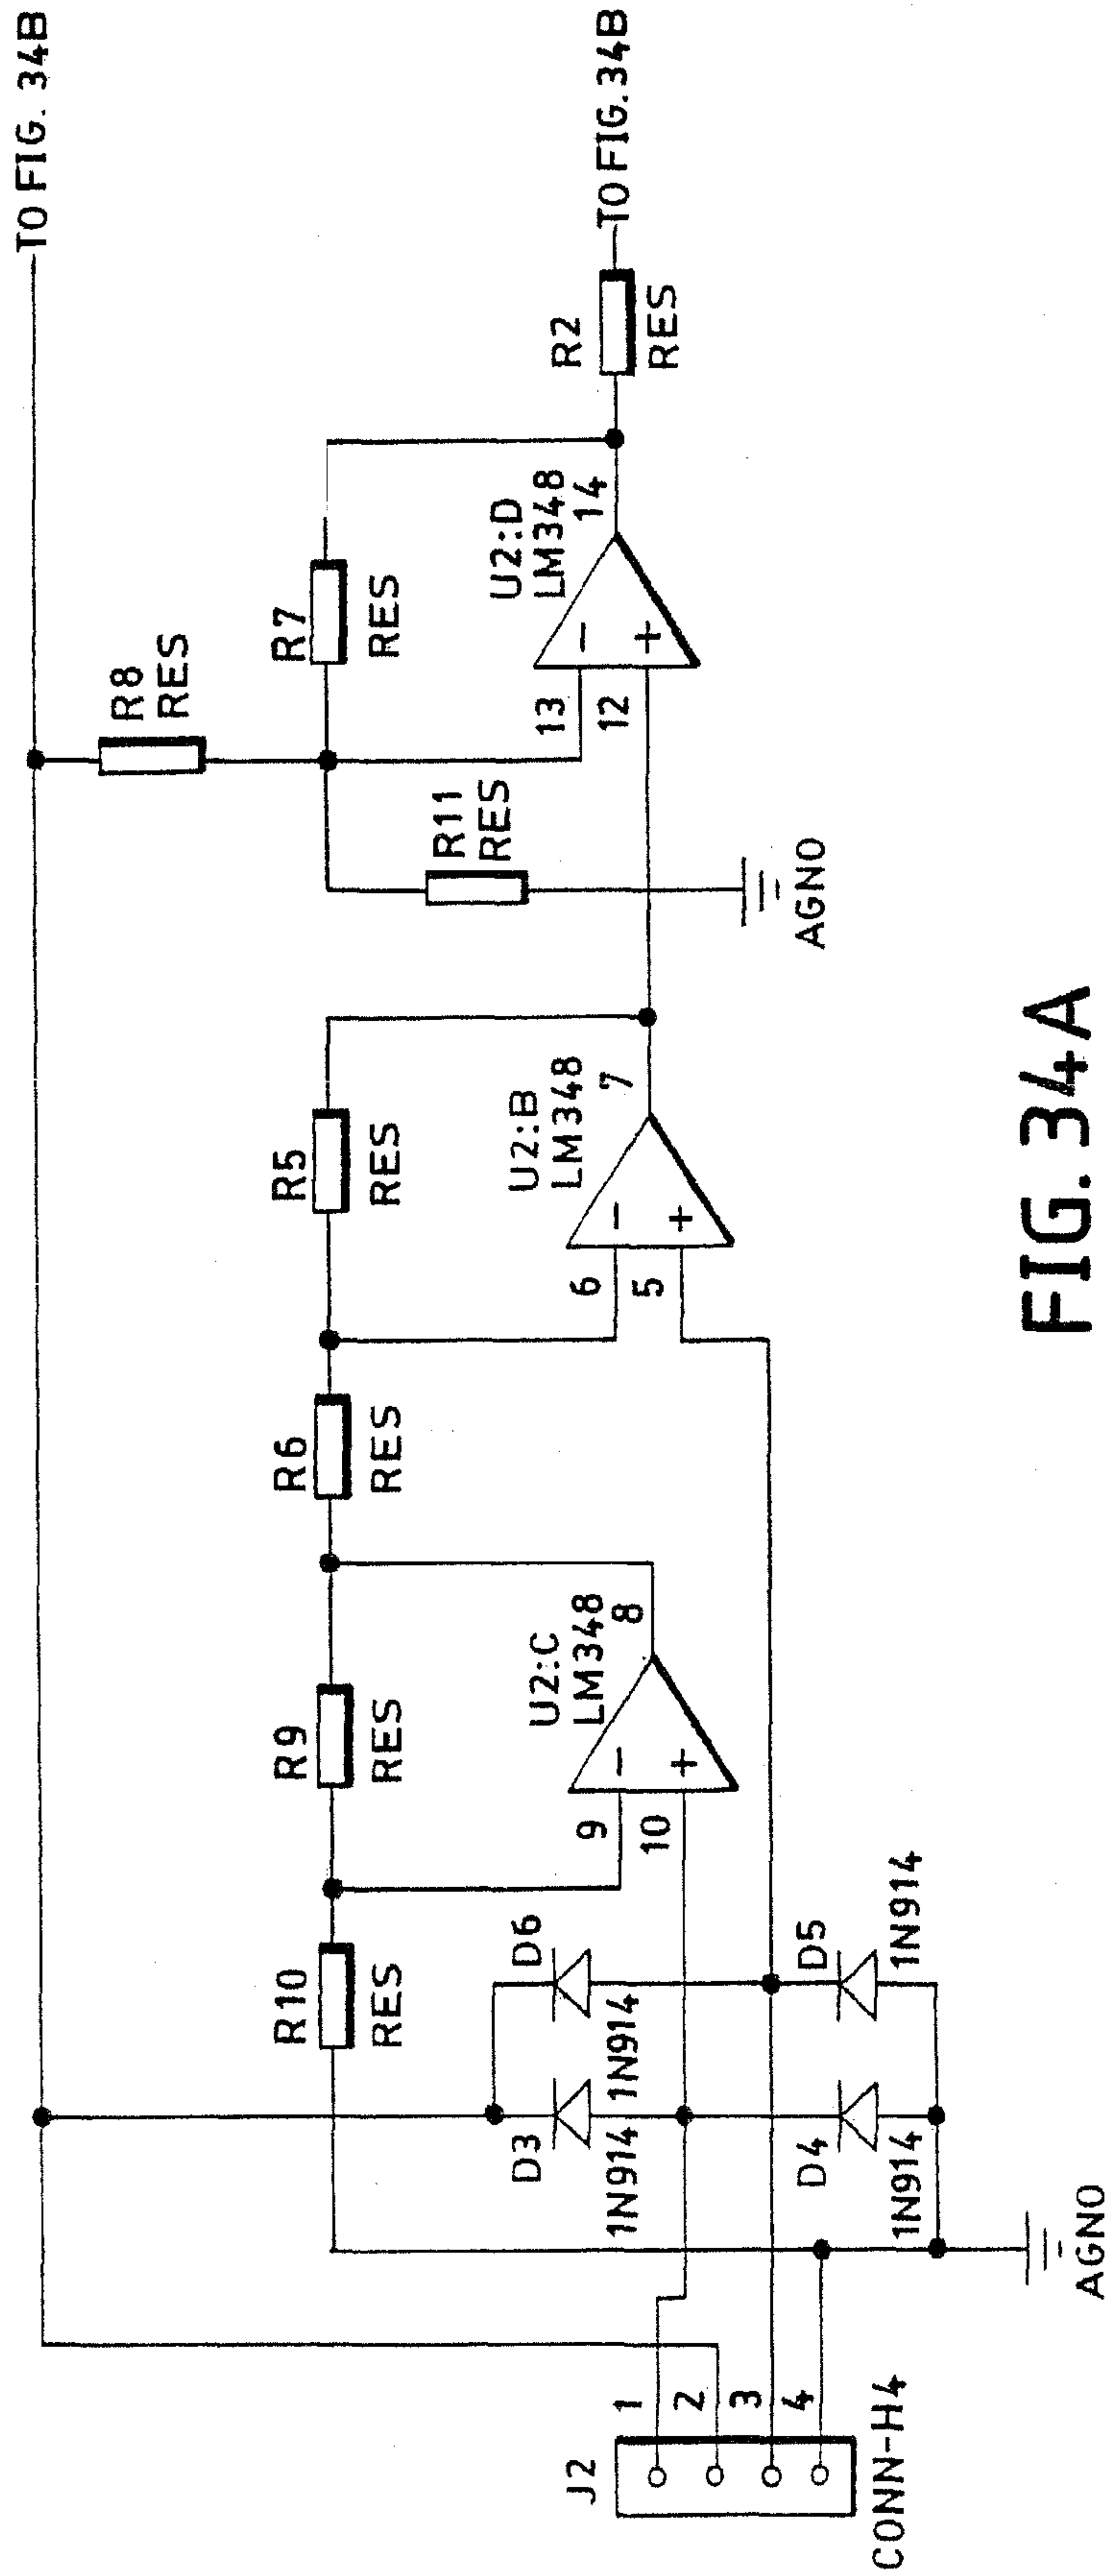 TO FIG. 34B
R8
RES
R10
RES
R9
RES
R6
RES
R5
RES
R7
RES
R11
RES
D3
1N914
D6
1N914
U2:C
LM348
9
10
8
U2:B
LM348
6
5
7
U2:D
LM348
13
12
14
R2
RES
TO FIG. 34B
J2
1
2
3
4
CONN-H4
D4
1N914
D5
1N914
AGNO
AGNO
FIG. 34A